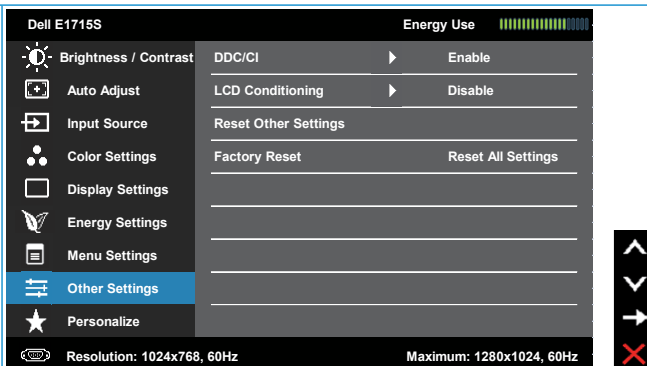 Dell E1715S Energy Use
Brightness / Contrast DDC/CI Enable
Auto Adjust LCD Conditioning Disable
Input Source Reset Other Settings
Color Settings Factory Reset Reset All Settings
Display Settings
Energy Settings
Menu Settings
Other Settings
Personalize
Resolution: 1024x768, 60Hz Maximum: 1280x1024, 60Hz